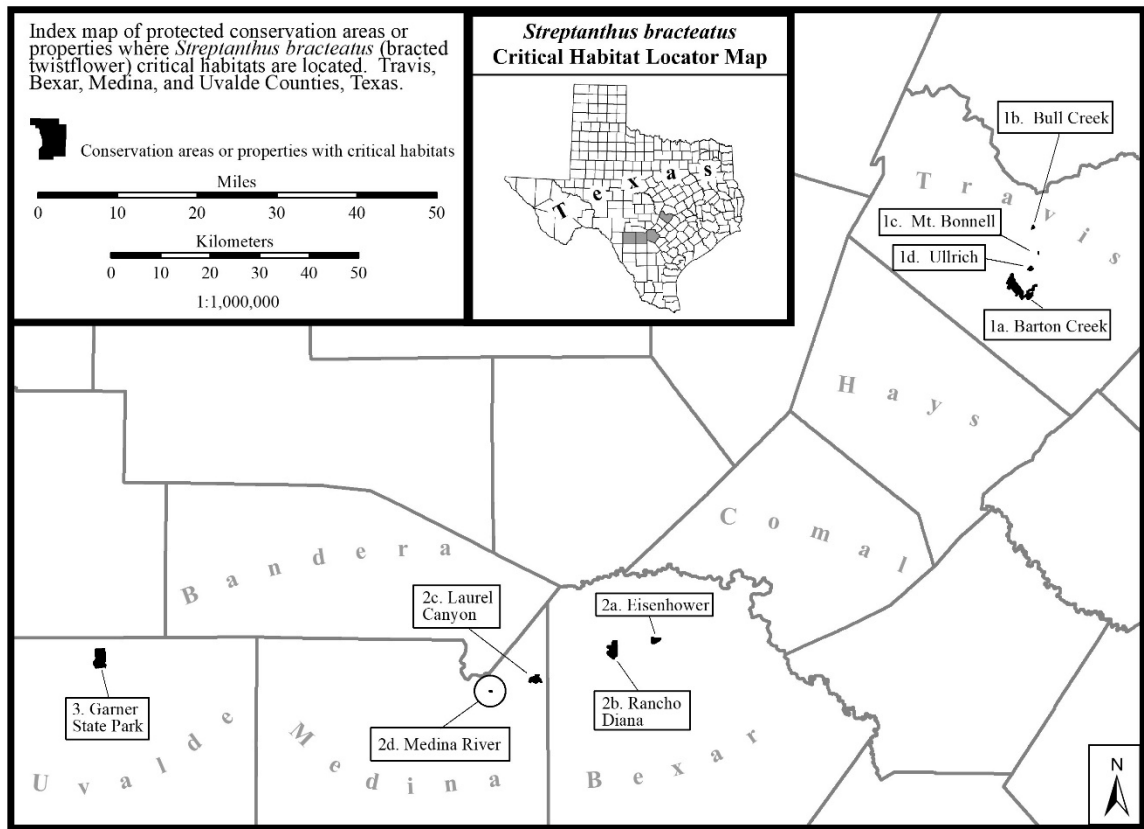 Index map of protected conservation areas or
properties where Streptanthus bracteatus (bracted
twistflower) critical habitats are located.  Travis,
Bexar, Medina, and Uvalde Counties, Texas.
Conservation areas or properties with critical habitats
Miles
0 10 20 30 40 50
Kilometers
0 10 20 30 40 50
1:1,000,000
Streptanthus bracteatus
Critical Habitat Locator Map
Texas
1b. Bull Creek
Travis
1c. Mt. Bonnell
1d. Ullrich
1a. Barton Creek
Hays
Comal
Bandera
2c. Laurel
Canyon
2a. Eisenhower
3. Garner
State Park
2b. Rancho
Diana
2d. Medina River
Uvalde
Medina
Bexar
N